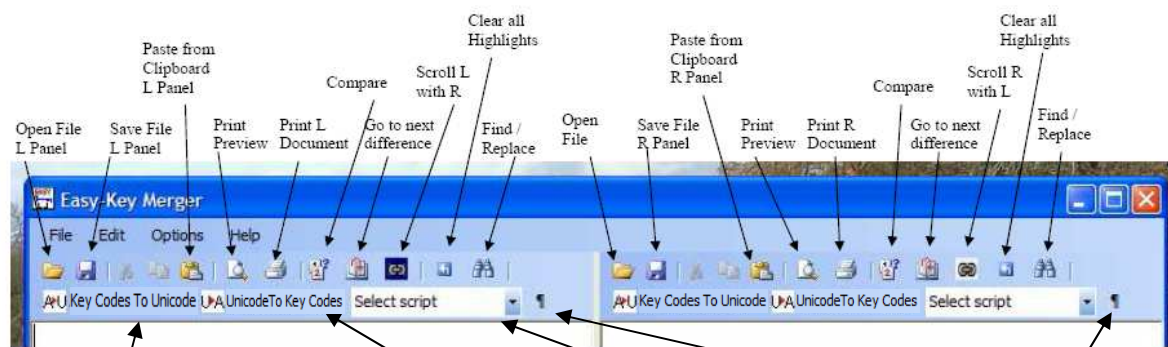 Clear all
Highlights
Clear all
Highlights
Paste from
Clipboard
L Panel
Paste from
Clipboard
R Panel
Scroll L
with R
Scroll R
with L
Compare
Compare
Open File
L Panel
Save File
L Panel
Print
Preview
Print L
Document
Go to next
difference
Find /
Replace
Open
File
Save File
R Panel
Print
Preview
Print R
Document
Go to next
difference
Find /
Replace
Easy-Key Merger
File Edit Options Help
A▸U Key Codes To Unicode U▸A UnicodeTo Key Codes Select script ¶
A▸U Key Codes To Unicode U▸A UnicodeTo Key Codes Select script ¶